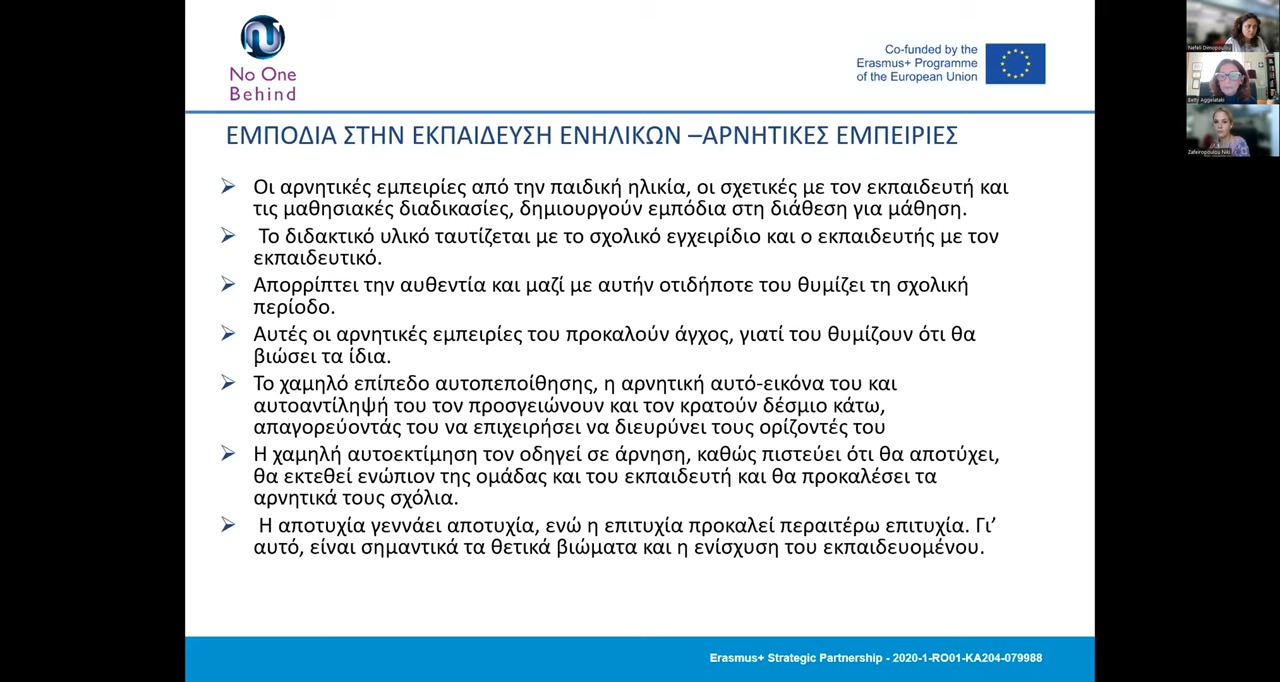 No One
Behind
Co-funded by the
Erasmus+ Programme
of the European Union
ΕΜΠΟΔΙΑ ΣΤΗΝ ΕΚΠΑΙΔΕΥΣΗ ΕΝΗΛΙΚΩΝ –ΑΡΝΗΤΙΚΕΣ ΕΜΠΕΙΡΙΕΣ
Οι αρνητικές εμπειρίες από την παιδική ηλικία, οι σχετικές με τον εκπαιδευτή και
τις μαθησιακές διαδικασίες, δημιουργούν εμπόδια στη διάθεση για μάθηση.
Το διδακτικό υλικό ταυτίζεται με το σχολικό εγχειρίδιο και ο εκπαιδευτής με τον
εκπαιδευτικό.
Απορρίπτει την αυθεντία και μαζί με αυτήν οτιδήποτε του θυμίζει τη σχολική
περίοδο.
Αυτές οι αρνητικές εμπειρίες του προκαλούν άγχος, γιατί του θυμίζουν ότι θα
βιώσει τα ίδια.
Το χαμηλό επίπεδο αυτοπεποίθησης, η αρνητική αυτό-εικόνα του και
αυτοαντίληψή του τον προσγειώνουν και τον κρατούν δέσμιο κάτω,
απαγορεύοντάς του να επιχειρήσει να διευρύνει τους ορίζοντές του
Η χαμηλή αυτοεκτίμηση τον οδηγεί σε άρνηση, καθώς πιστεύει ότι θα αποτύχει,
θα εκτεθεί ενώπιον της ομάδας και του εκπαιδευτή και θα προκαλέσει τα
αρνητικά τους σχόλια.
Η αποτυχία γεννάει αποτυχία, ενώ η επιτυχία προκαλεί περαιτέρω επιτυχία. Γι’
αυτό, είναι σημαντικά τα θετικά βιώματα και η ενίσχυση του εκπαιδευομένου.
Erasmus+ Strategic Partnership - 2020-1-RO01-KA204-079988
Nefeli Dimopoulou
Betty Aggelataki
Zafeiropoulou Niki